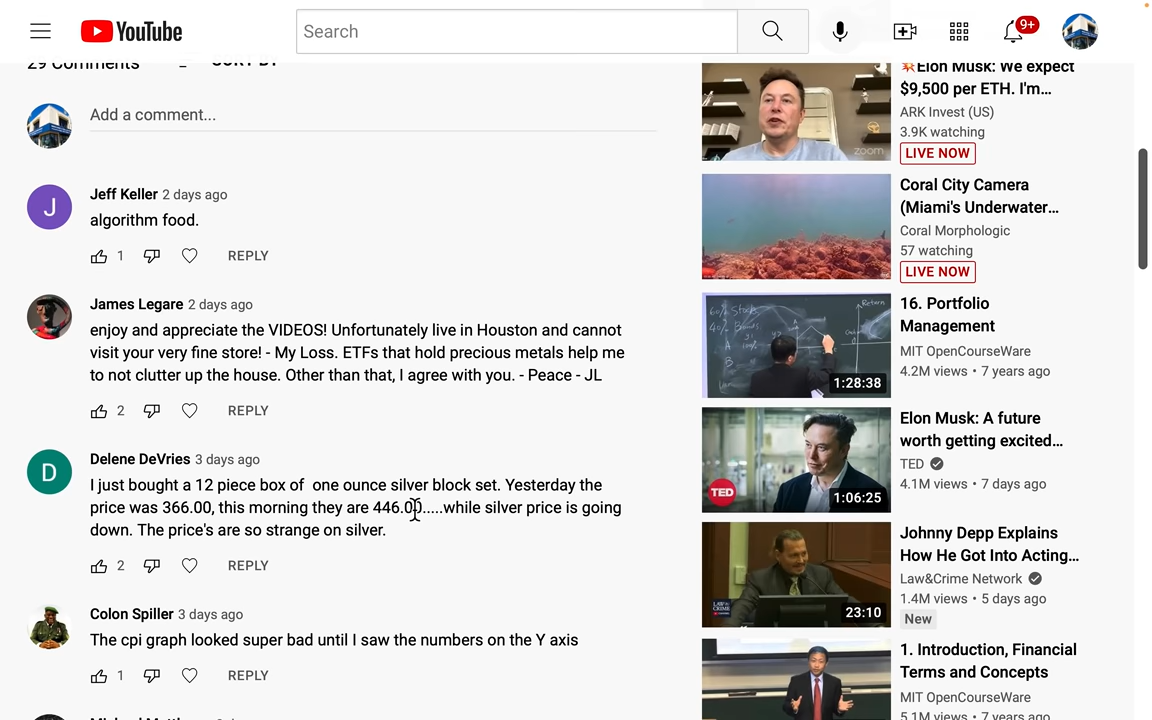 YouTube
Search
9+
29 Comments
SORT BY
Add a comment...
Jeff Keller 2 days ago
algorithm food.
1 REPLY
James Legare 2 days ago
enjoy and appreciate the VIDEOS! Unfortunately live in Houston and cannot
visit your very fine store! - My Loss. ETFs that hold precious metals help me
to not clutter up the house. Other than that, I agree with you. - Peace - JL
2 REPLY
Delene DeVries 3 days ago
I just bought a 12 piece box of one ounce silver block set. Yesterday the
price was 366.00, this morning they are 446.00.....while silver price is going
down. The price's are so strange on silver.
2 REPLY
Colon Spiller 3 days ago
The cpi graph looked super bad until I saw the numbers on the Y axis
1 REPLY
zoom
💥Elon Musk: We expect
$9,500 per ETH. I'm...
ARK Invest (US)
3.9K watching
LIVE NOW
Coral City Camera
(Miami's Underwater...
Coral Morphologic
57 watching
LIVE NOW
1:28:38
16. Portfolio
Management
MIT OpenCourseWare
4.2M views • 7 years ago
TED
1:06:25
Elon Musk: A future
worth getting excited...
TED
4.1M views • 7 days ago
23:10
Johnny Depp Explains
How He Got Into Acting...
Law&Crime Network
1.4M views • 5 days ago
New
1. Introduction, Financial
Terms and Concepts
MIT OpenCourseWare
5.1M views • 7 years ago